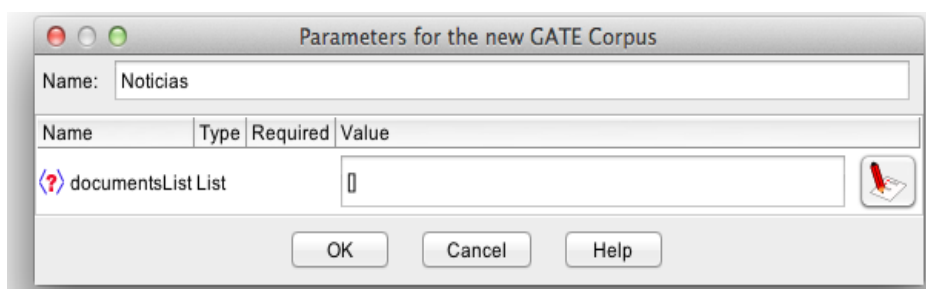 Parameters for the new GATE Corpus
Name: Noticias
Name Type Required Value
<?> documentsList List []
OK Cancel Help